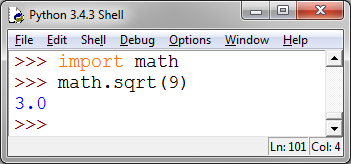 Python 3.4.3 Shell
File Edit Shell Debug Options Window Help
>>> import math
>>> math.sqrt(9)
3.0
>>>
Ln: 101 Col: 4